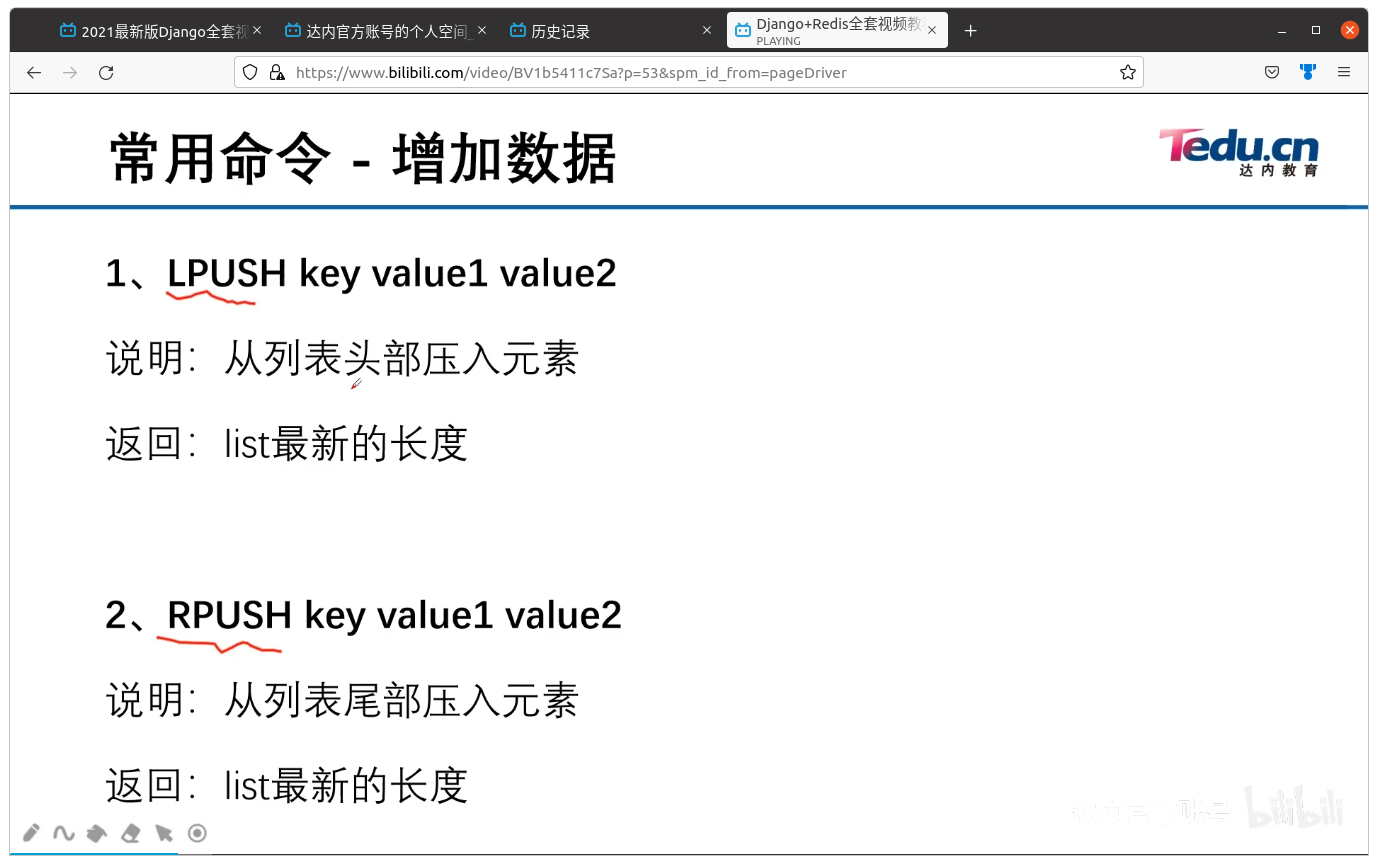 2021最新版Django全套视
达内官方账号的个人空间_
历史记录
Django+Redis全套视频教
PLAYING
https://www.bilibili.com/video/BV1b5411c7Sa?p=53&spm_id_from=pageDriver
常用命令 - 增加数据
Tedu.cn
达内教育
1、LPUSH key value1 value2
说明：从列表头部压入元素
返回：list最新的长度
2、RPUSH key value1 value2
说明：从列表尾部压入元素
返回：list最新的长度
达内官方账号 bilibili